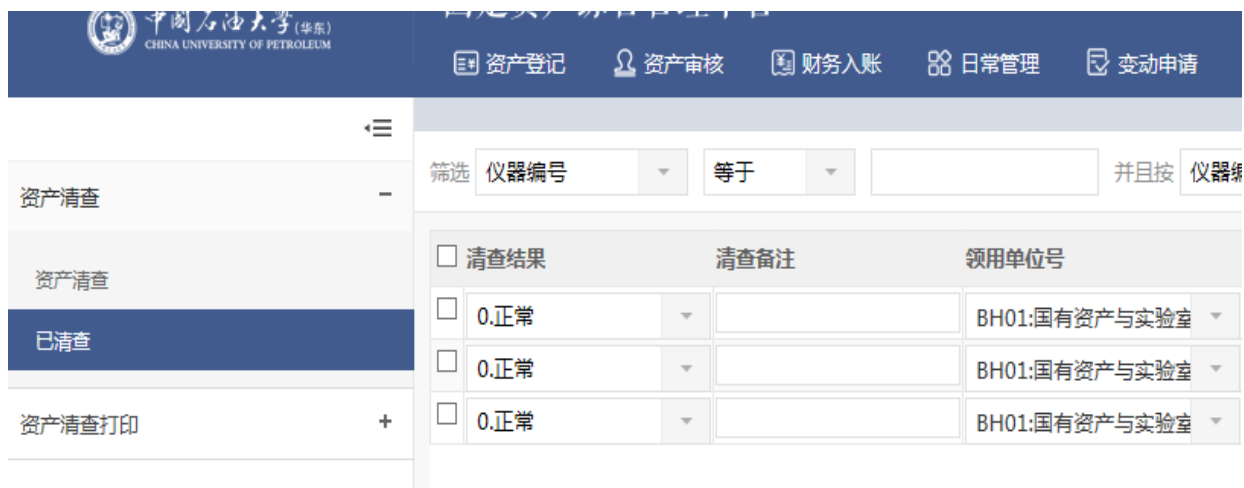 中国石油大学(华东)
CHINA UNIVERSITY OF PETROLEUM
资产登记 资产审核 财务入账 日常管理 变动申请
筛选 仪器编号 等于 并且按
资产清查
清查结果 清查备注 领用单位号
资产清查
0.正常 BH01:国有资产与实验室
已清查
0.正常 BH01:国有资产与实验室
资产清查打印
0.正常 BH01:国有资产与实验室